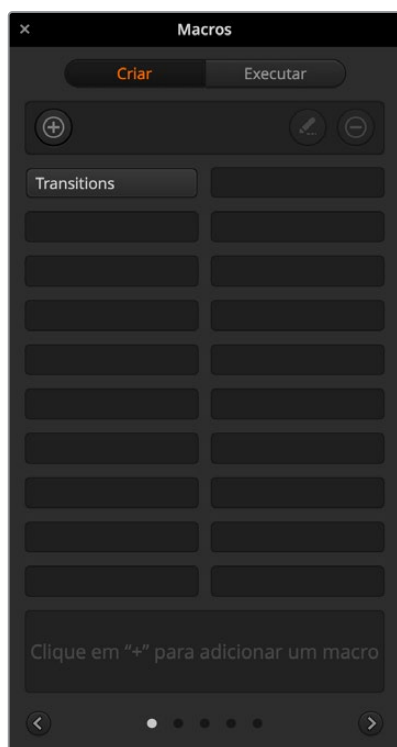 Macros
Criar Executar
Transitions
Clique em “+” para adicionar um macro